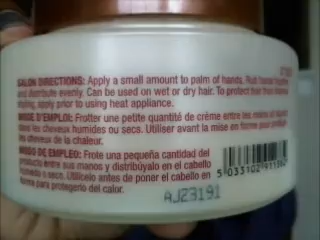 SALON DIRECTIONS: Apply a small amount to palm of hands. Rub hands together
and distribute evenly. Can be used on wet or dry hair. To protect hair from thermal
styling, apply prior to using heat appliance.
MODE D'EMPLOI: Frotter une petite quantité de crème entre les mains et
dans les cheveux humides ou secs. Utiliser avant la mise en forme pour protéger
les cheveux de la chaleur.
MODO DE EMPLEO: Frote una pequeña cantidad del
producto entre sus manos y distribúyalo en el cabello
húmedo o seco. Utilícelo antes de poner el cabello en
forma para protegerlo del calor.
AJ23191